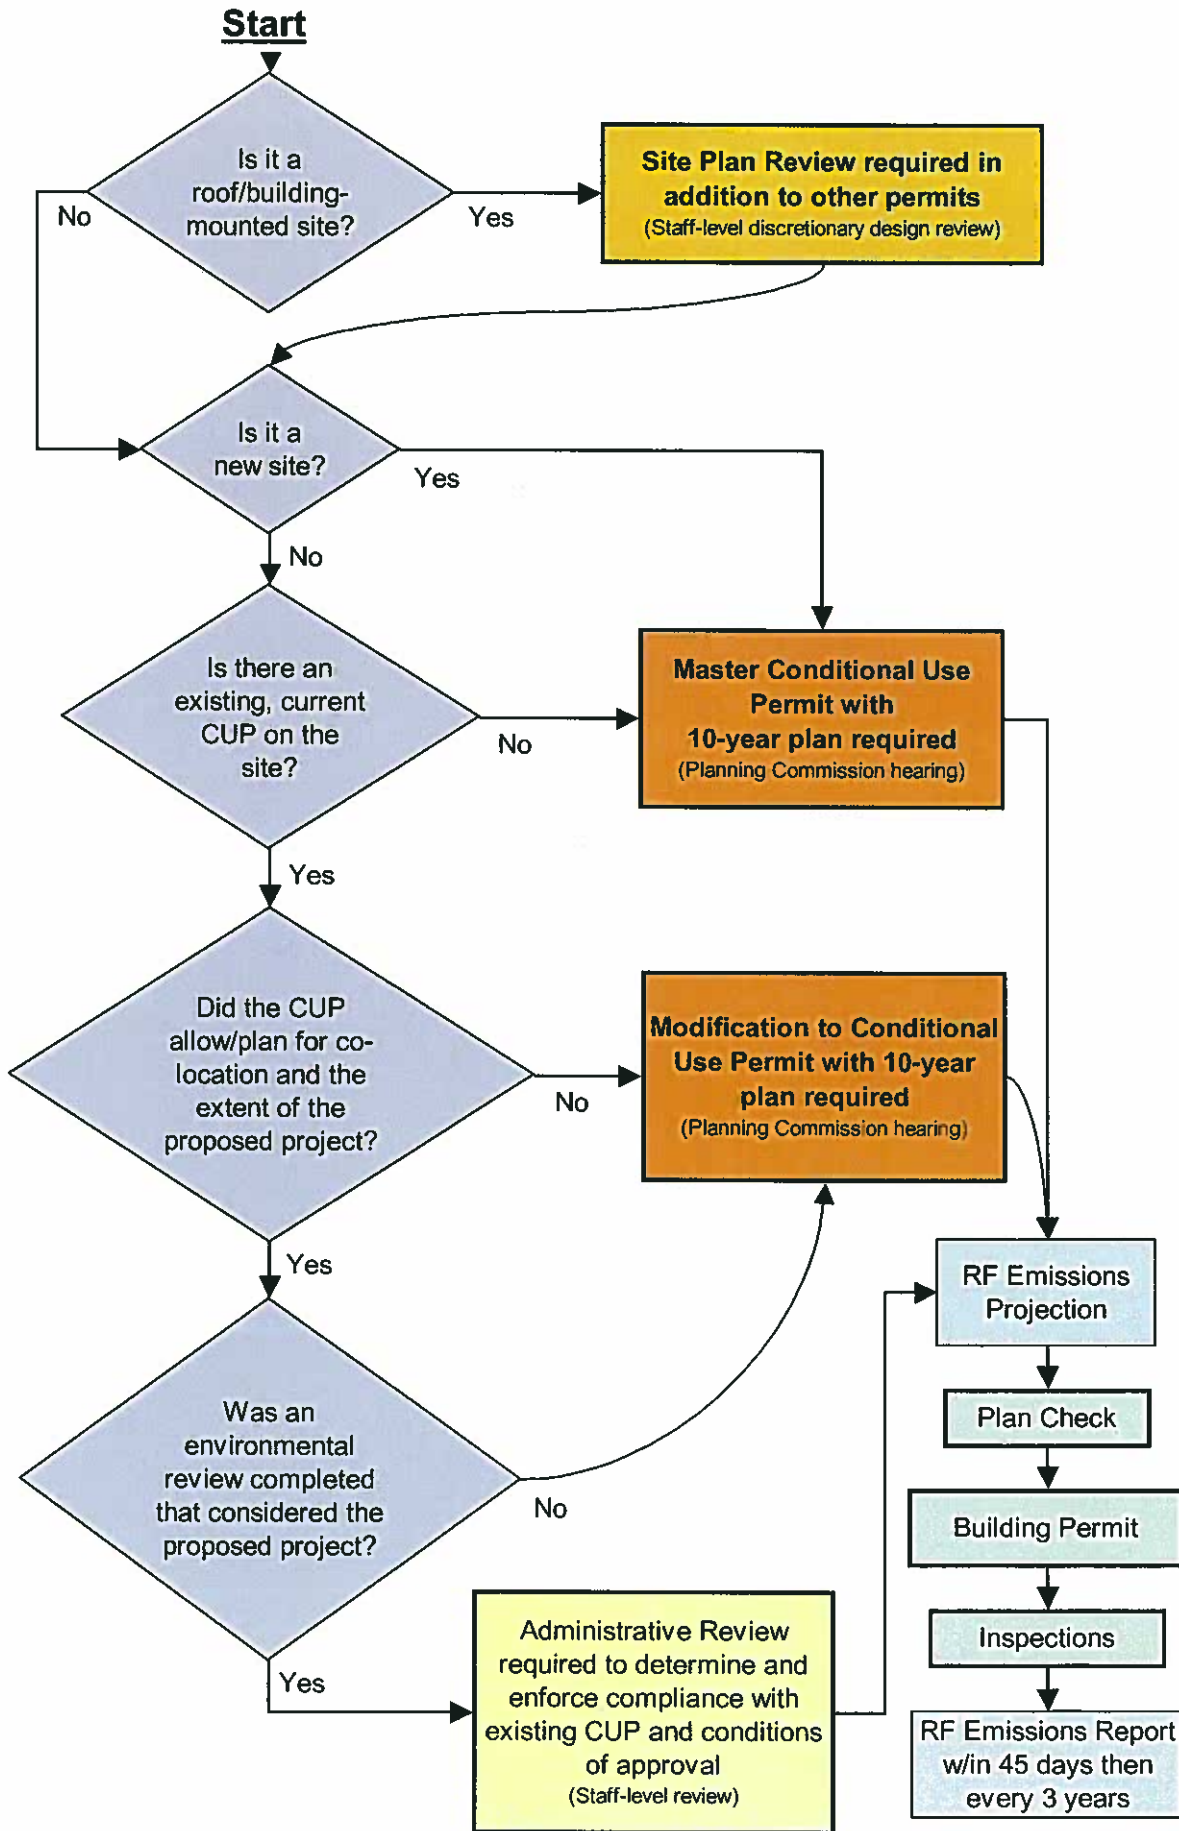 Start
Is it a
roof/building-
mounted site?
No
Yes
Site Plan Review required in
addition to other permits
(Staff-level discretionary design review)
Is it a
new site?
Yes
No
Is there an
existing, current
CUP on the
site?
No
Master Conditional Use
Permit with
10-year plan required
(Planning Commission hearing)
Yes
Did the CUP
allow/plan for co-
location and the
extent of the
proposed project?
No
Modification to Conditional
Use Permit with 10-year
plan required
(Planning Commission hearing)
Yes
Was an
environmental
review completed
that considered the
proposed project?
No
Yes
Administrative Review
required to determine and
enforce compliance with
existing CUP and conditions
of approval
(Staff-level review)
RF Emissions
Projection
Plan Check
Building Permit
Inspections
RF Emissions Report
w/in 45 days then
every 3 years